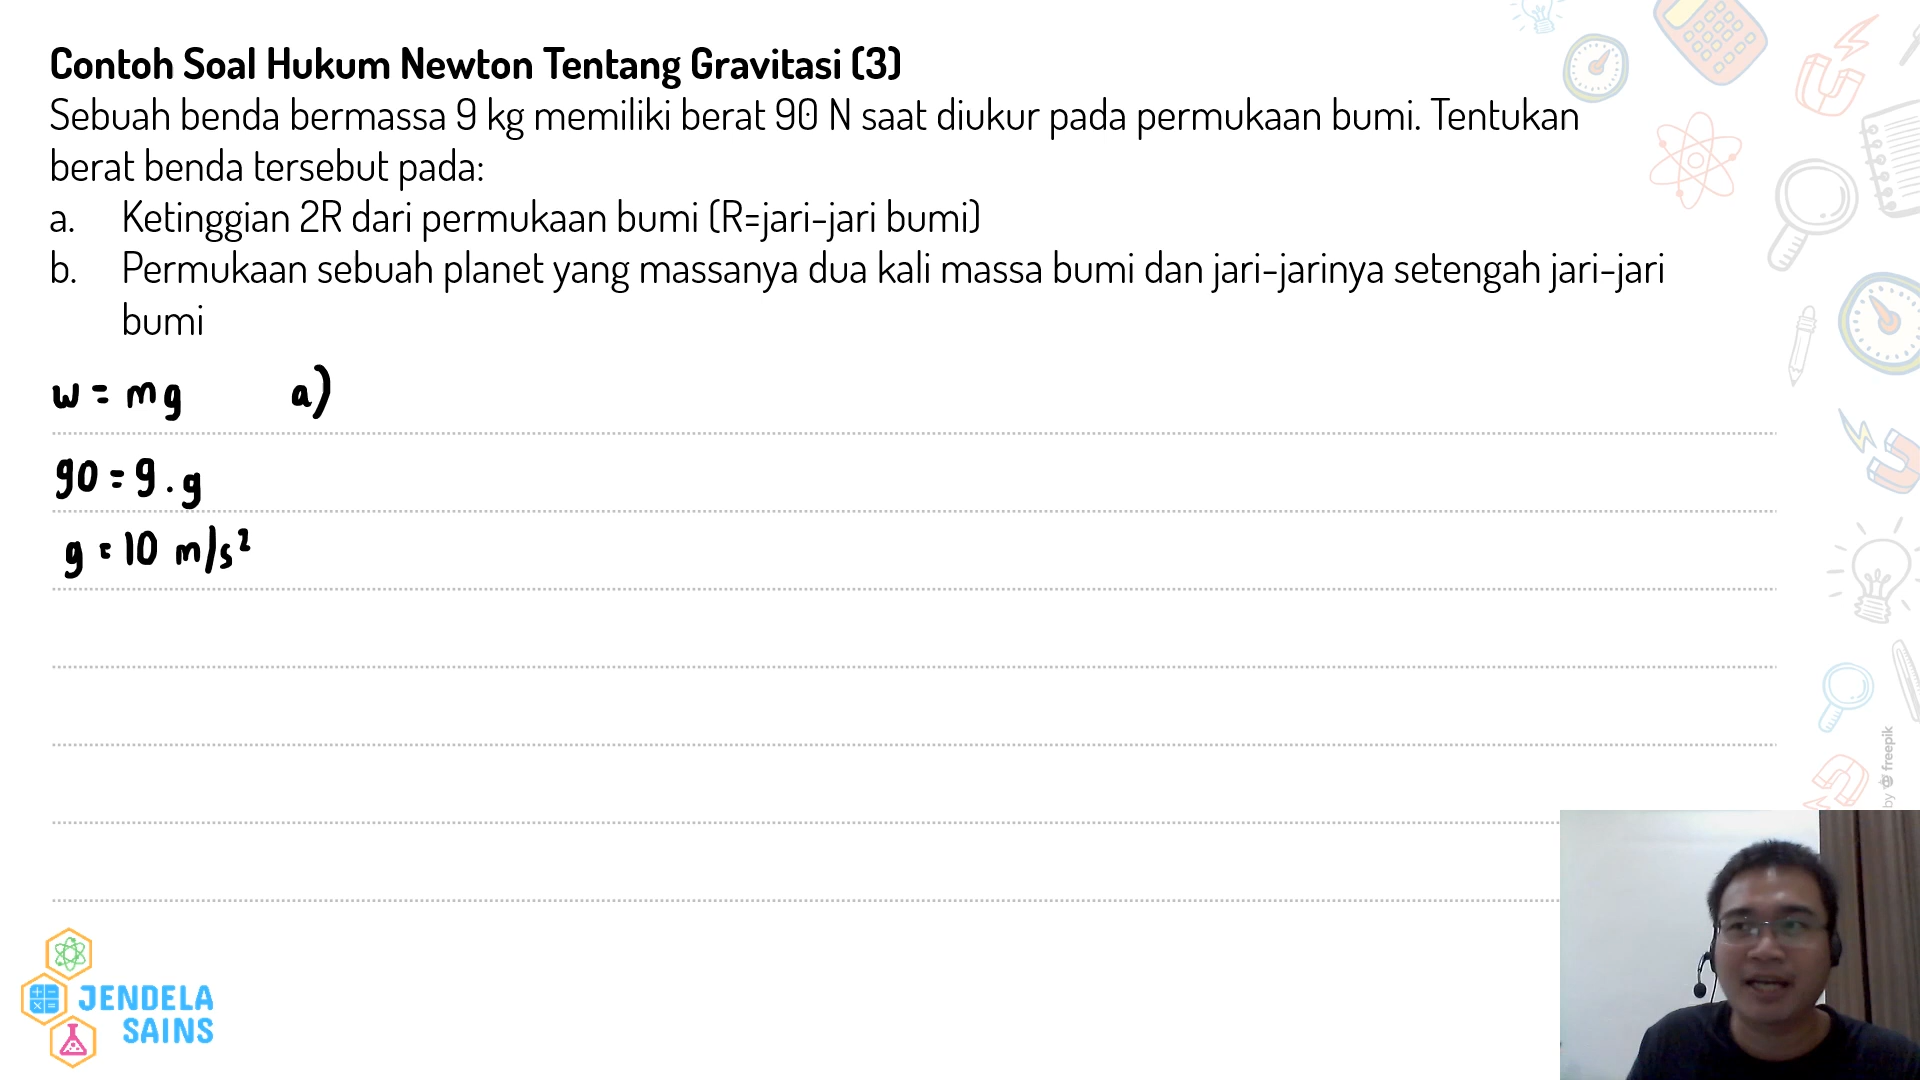 Contoh Soal Hukum Newton Tentang Gravitasi (3)
Sebuah benda bermassa 9 kg memiliki berat 90 N saat diukur pada permukaan bumi. Tentukan
berat benda tersebut pada:
a. Ketinggian 2R dari permukaan bumi (R=jari-jari bumi)
b. Permukaan sebuah planet yang massanya dua kali massa bumi dan jari-jarinya setengah jari-jari
bumi
w = mg
a)
90 = 9 . g
g = 10 m/s²
by freepik
JENDELA
SAINS